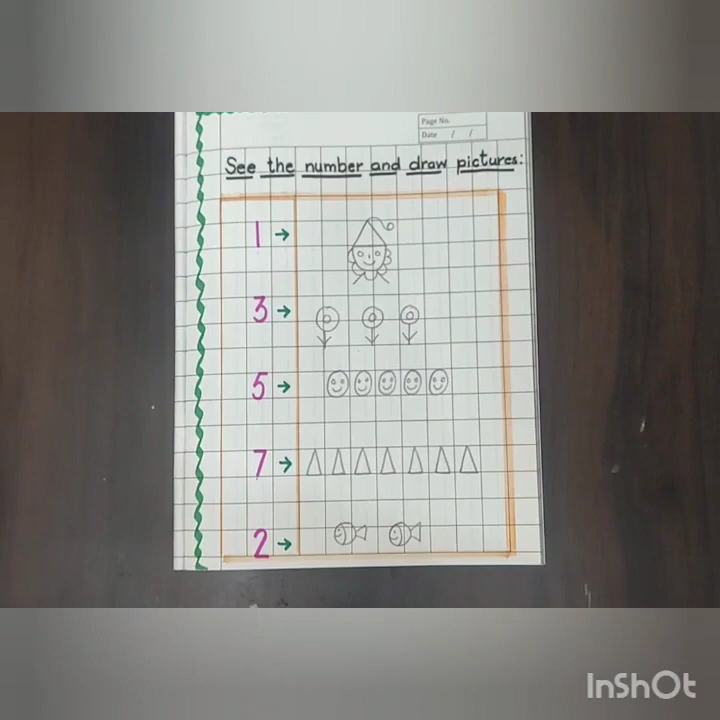 Page No.
Date / /
See the number and draw pictures:
1 →
3 →
5 →
7 →
2 →
InShOt